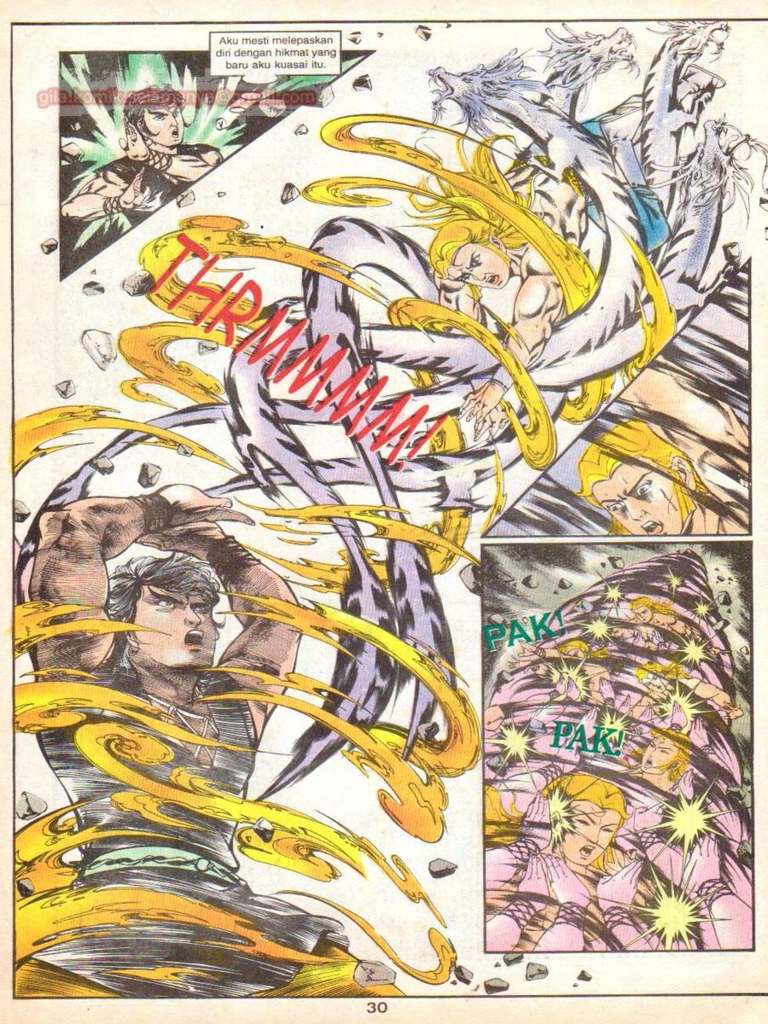 Aku mesti melepaskan
diri dengan hikmat yang
baru aku kuasai itu.
THRMMMMM!
PAK!
PAK!
30